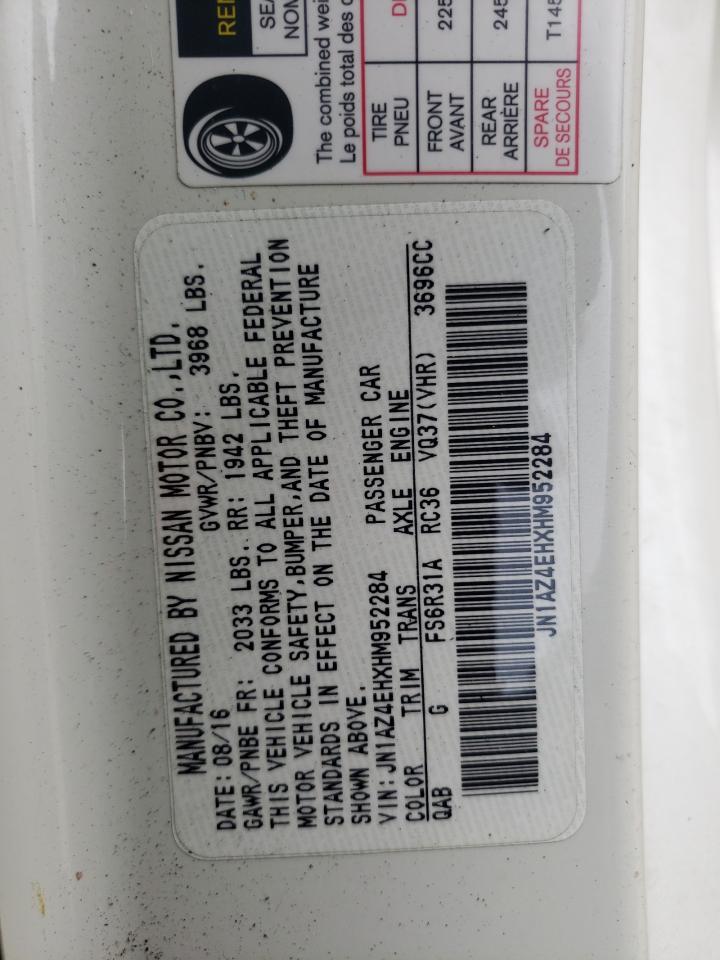 MANUFACTURED BY NISSAN MOTOR CO.,LTD.
DATE:08/16 GVWR/PNBV: 3968 LBS.
GAWR/PNBE FR: 2033 LBS. RR: 1942 LBS.
THIS VEHICLE CONFORMS TO ALL APPLICABLE FEDERAL
MOTOR VEHICLE SAFETY,BUMPER,AND THEFT PREVENTION
STANDARDS IN EFFECT ON THE DATE OF MANUFACTURE
SHOWN ABOVE.
VIN:JN1AZ4EHXHM952284 PASSENGER CAR
COLOR TRIM TRANS AXLE ENGINE
QAB G FS6R31A RC36 VQ37(VHR) 3696CC
JN1AZ4EHXHM952284
The combined
Le poids total des
TIRE
PNEU
FRONT
AVANT
225
REAR
ARRIÈRE
245
SPARE
DE SECOURS